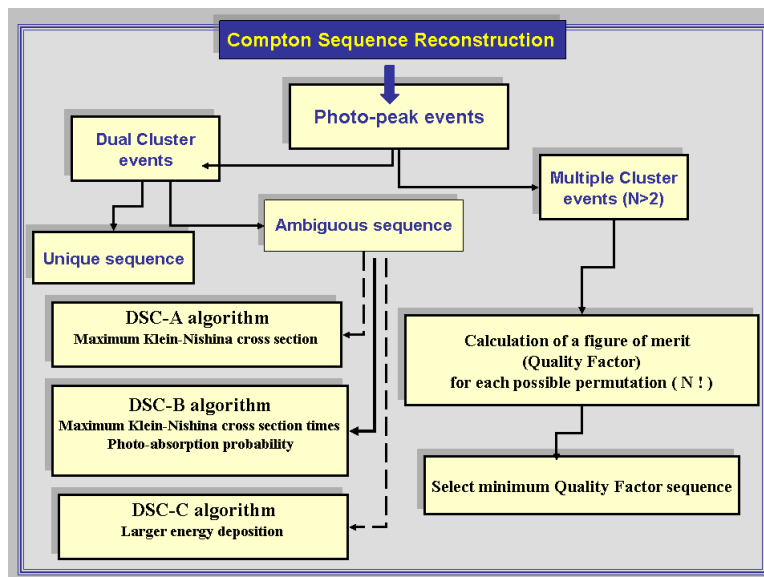 Compton Sequence Reconstruction
Photo-peak events
Dual Cluster
events
Multiple Cluster
events (N>2)
Ambiguous sequence
Unique sequence
DSC-A algorithm
Maximum Klein-Nishina cross section
DSC-B algorithm
Maximum Klein-Nishina cross section times
Photo-absorption probability
DSC-C algorithm
Larger energy deposition
Calculation of a figure of merit
(Quality Factor)
for each possible permutation ( N ! )
Select minimum Quality Factor sequence